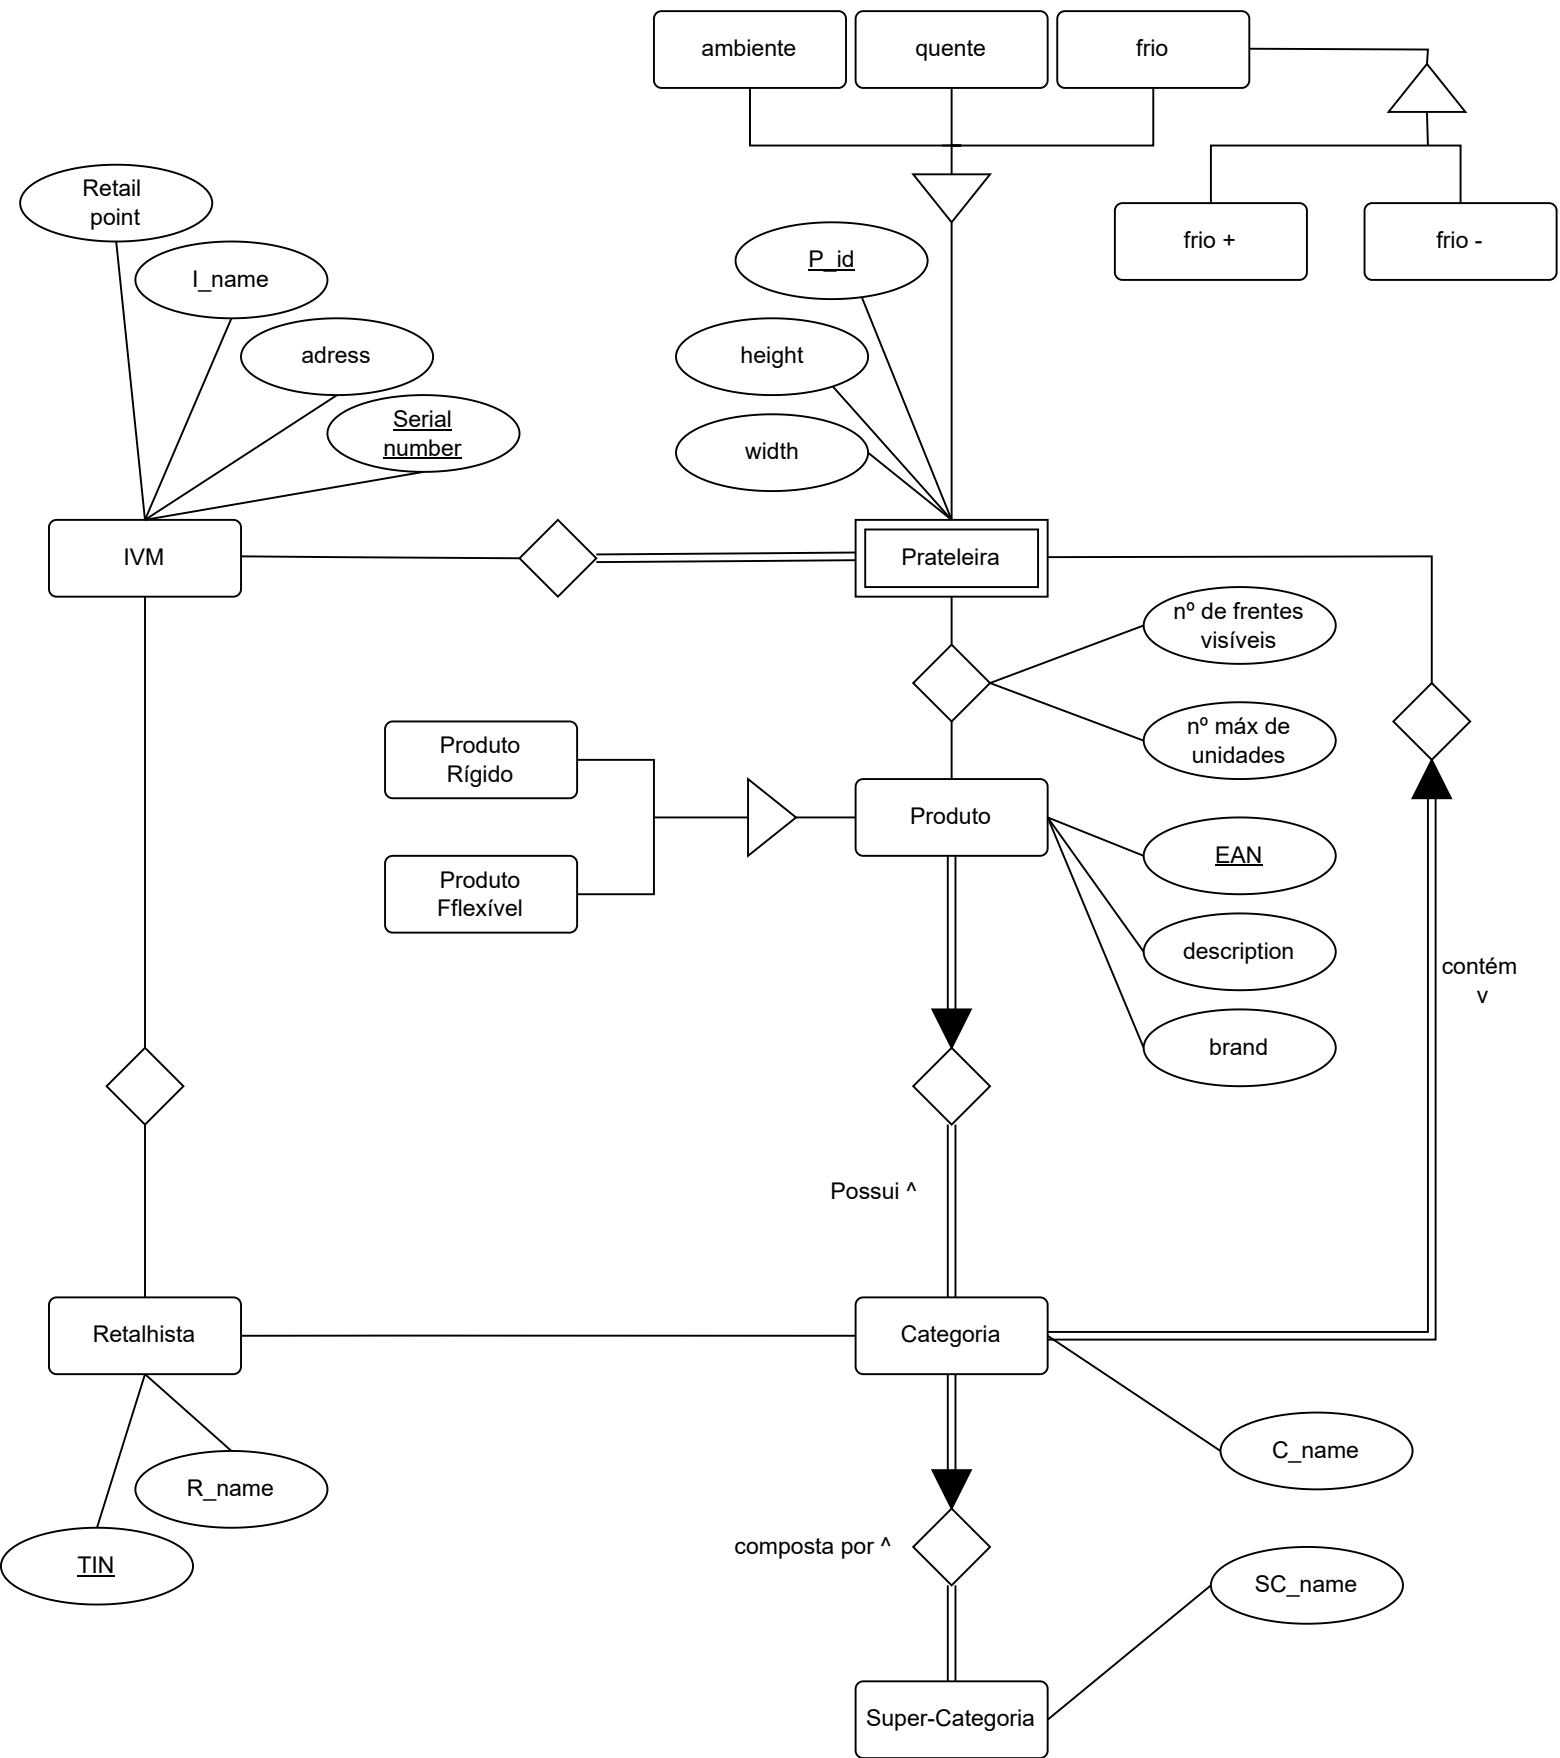 ambiente
quente
frio
frio +
frio -
Retail
point
I_name
adress
Serial
number
P_id
height
width
IVM
Prateleira
nº de frentes
visíveis
nº máx de
unidades
Produto
Rígido
Produto
Fflexível
Produto
EAN
description
brand
contém
v
Possui ^
Retalhista
Categoria
R_name
TIN
C_name
composta por ^
SC_name
Super-Categoria